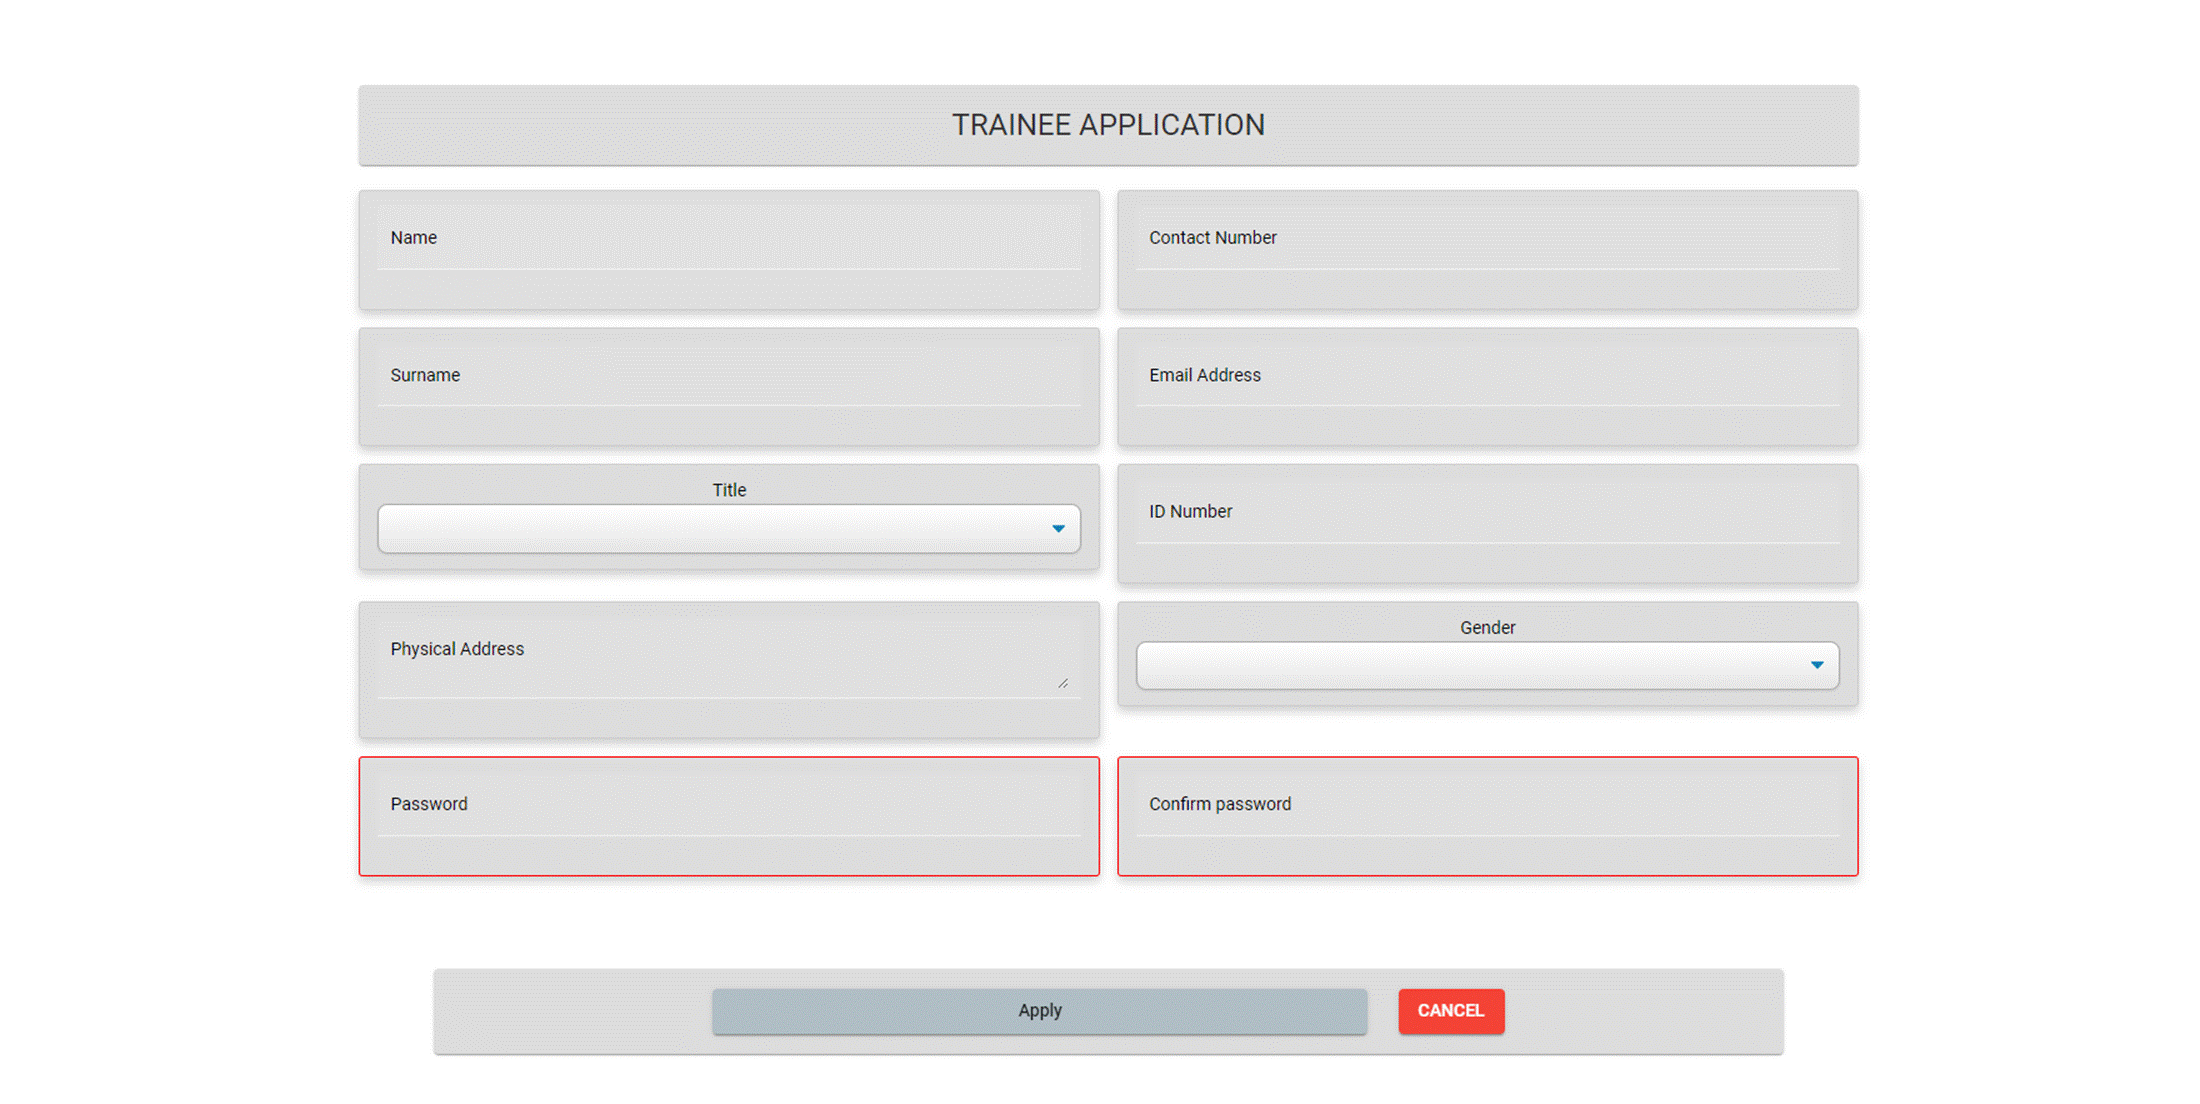 TRAINEE APPLICATION
Name
Contact Number
Surname
Email Address
Title
ID Number
Physical Address
Gender
Password
Confirm password
Apply
CANCEL